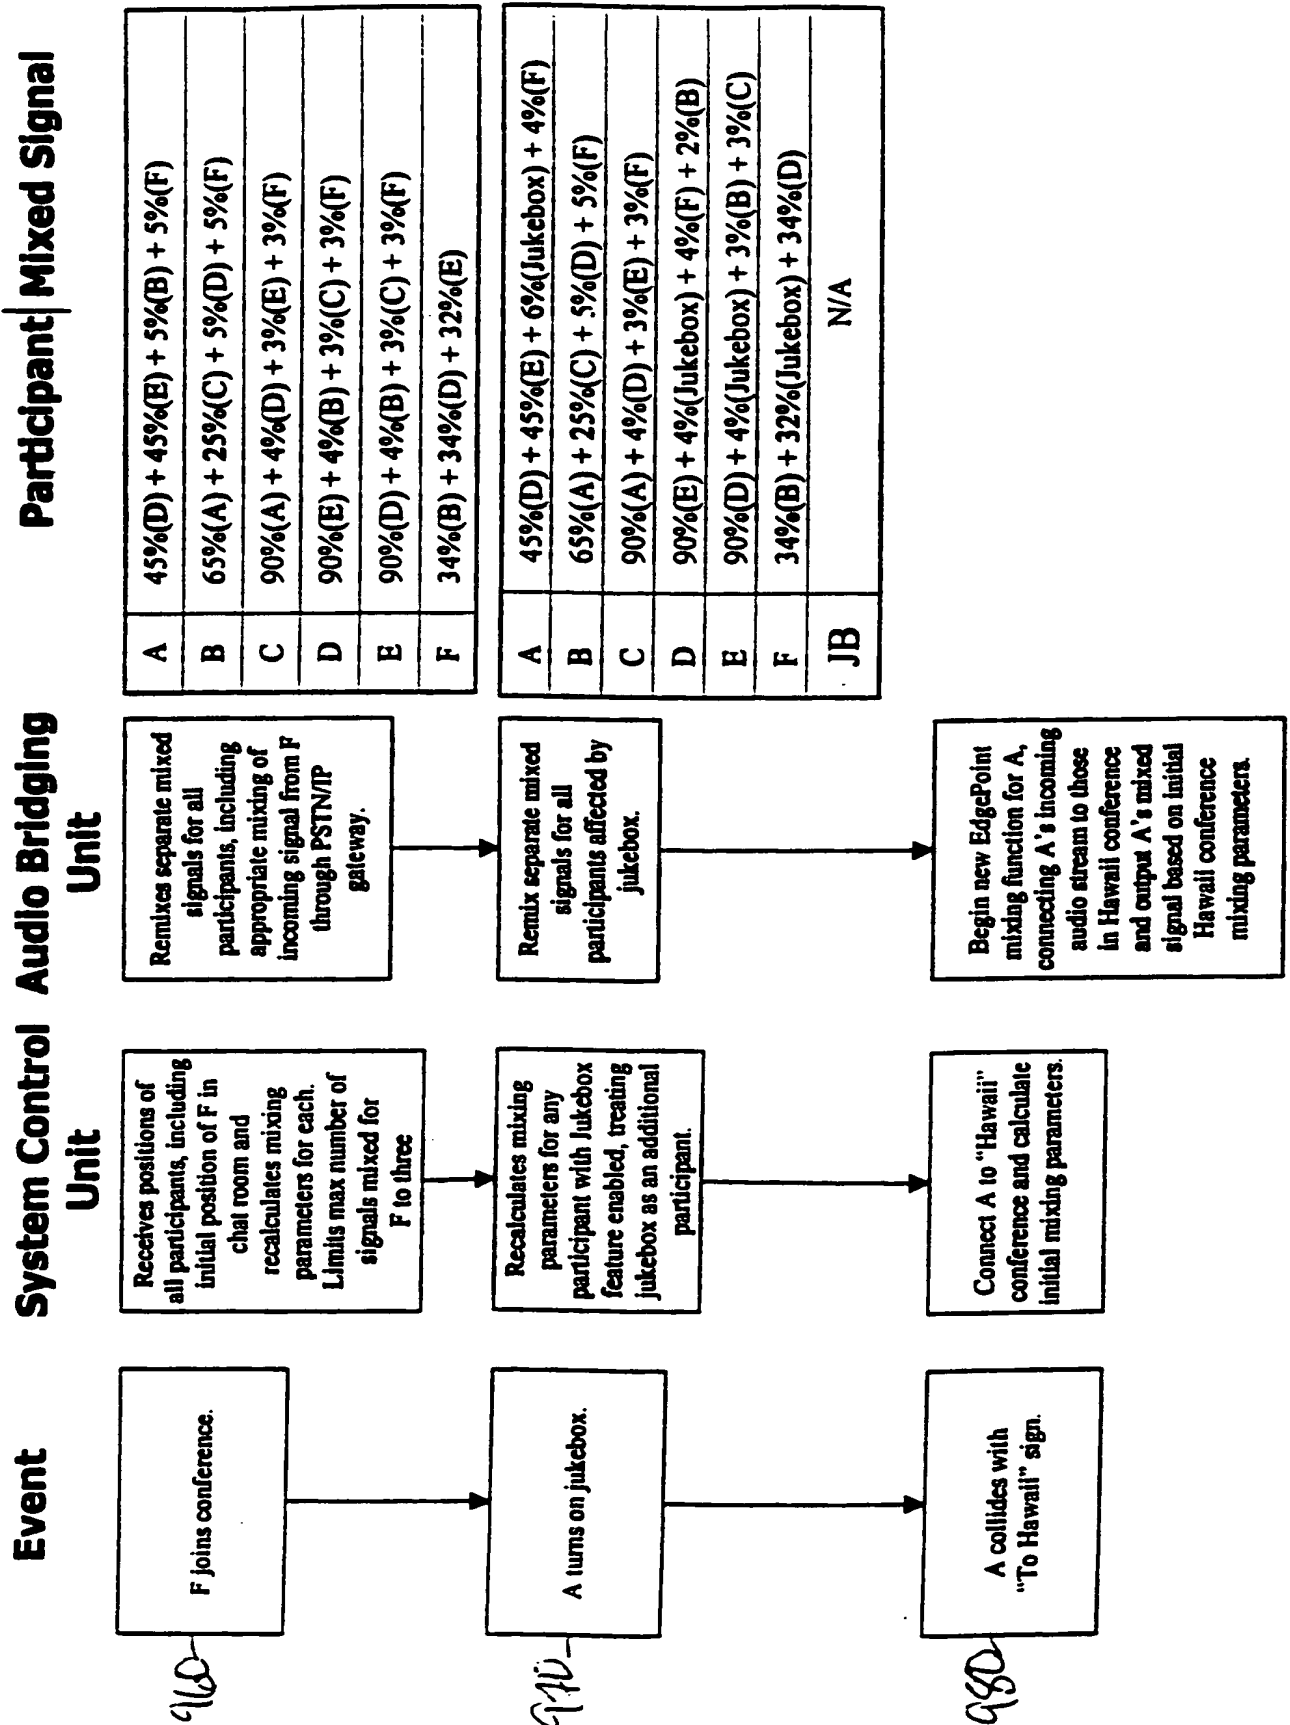 Event
System Control
Unit
Audio Bridging
Unit
Participant Mixed Signal
960
F joins conference.
Receives positions of
all participants, including
initial position of F in
chat room and
recalculates mixing
parameters for each.
Limits max number of
signals mixed for
F to three
Remixes separate mixed
signals for all
participants, including
appropriate mixing of
incoming signal from F
through PSTN/IP
gateway.
A 45%(D) + 45%(E) + 5%(B) + 5%(F)
B 65%(A) + 25%(C) + 5%(D) + 5%(F)
C 90%(A) + 4%(D) + 3%(E) + 3%(F)
D 90%(E) + 4%(B) + 3%(C) + 3%(F)
E 90%(D) + 4%(B) + 3%(C) + 3%(F)
F 34%(B) + 34%(D) + 32%(E)
970
A turns on jukebox.
Recalculates mixing
parameters for any
participant with Jukebox
feature enabled, treating
jukebox as an additional
participant.
Remix separate mixed
signals for all
participants affected by
jukebox.
A 45%(D) + 45%(E) + 6%(Jukebox) + 4%(F)
B 65%(A) + 25%(C) + 5%(D) + 5%(F)
C 90%(A) + 4%(D) + 3%(E) + 3%(F)
D 90%(E) + 4%(Jukebox) + 4%(F) + 2%(B)
E 90%(D) + 4%(Jukebox) + 3%(B) + 3%(C)
F 34%(B) + 32%(Jukebox) + 34%(D)
JB N/A
980
A collides with
"To Hawaii" sign.
Connect A to "Hawaii"
conference and calculate
initial mixing parameters.
Begin new EdgePoint
mixing function for A,
connecting A's incoming
audio stream to those
in Hawaii conference
and output A's mixed
signal based on initial
Hawaii conference
mixing parameters.